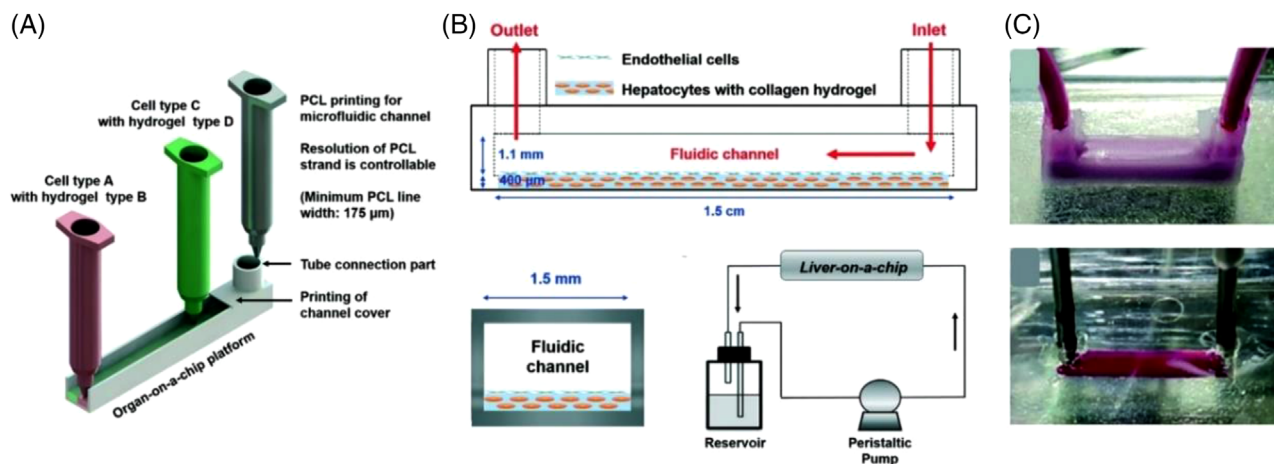 (A)
Cell type A
with hydrogel type B
Cell type C
with hydrogel type D
PCL printing for
microfluidic channel
Resolution of PCL
strand is controllable
(Minimum PCL line
width: 175 µm)
Tube connection part
Printing of
channel cover
Organ-on-a-chip platform
(B)
Outlet
Inlet
Endothelial cells
Hepatocytes with collagen hydrogel
1.1 mm
Fluidic channel
400 µm
1.5 cm
1.5 mm
Fluidic
channel
Liver-on-a-chip
Reservoir
Peristaltic
Pump
(C)